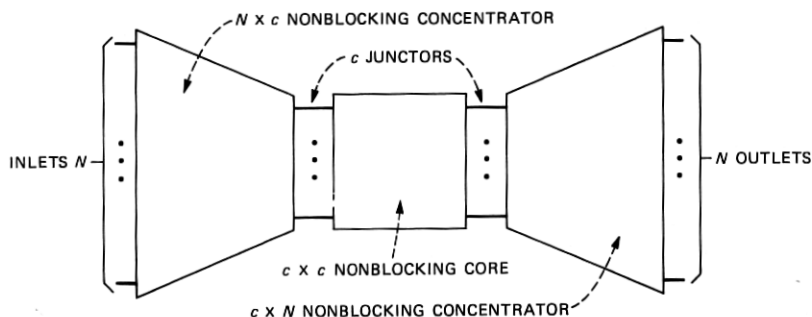 N X c NONBLOCKING CONCENTRATOR
c JUNCTORS
INLETS N
N OUTLETS
c X c NONBLOCKING CORE
c X N NONBLOCKING CONCENTRATOR